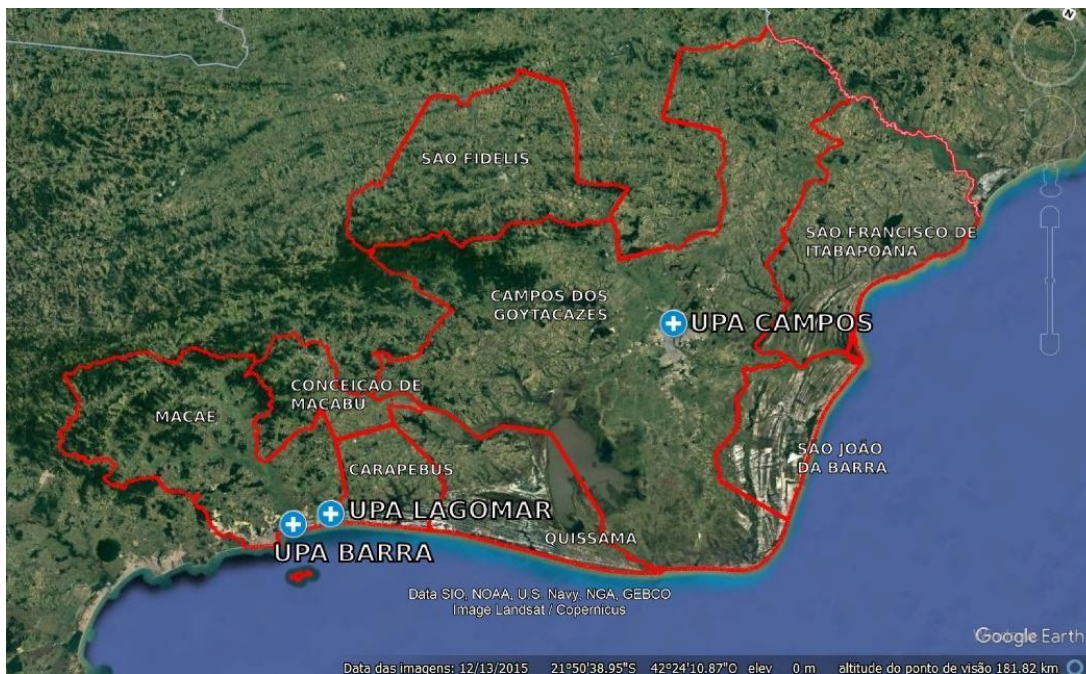 N
SAO FIDELIS
SAO FRANCISCO DE
ITABAPOANA
CAMPOS DOS
GOYTACAZES
UPA CAMPOS
CONCEICAO DE
MACABU
MACAE
SAO JOÃO
DA BARRA
CARAPEBUS
UPA LAGOMAR
UPA BARRA
QUISSAMA
Data SIO, NOAA, U.S. Navy, NGA, GEBCO
Image Landsat / Copernicus
Google Earth
Data das imagens: 12/13/2015 21°50'38.95"S 42°24'10.87"O elev 0 m altitude do ponto de visão 181.82 km